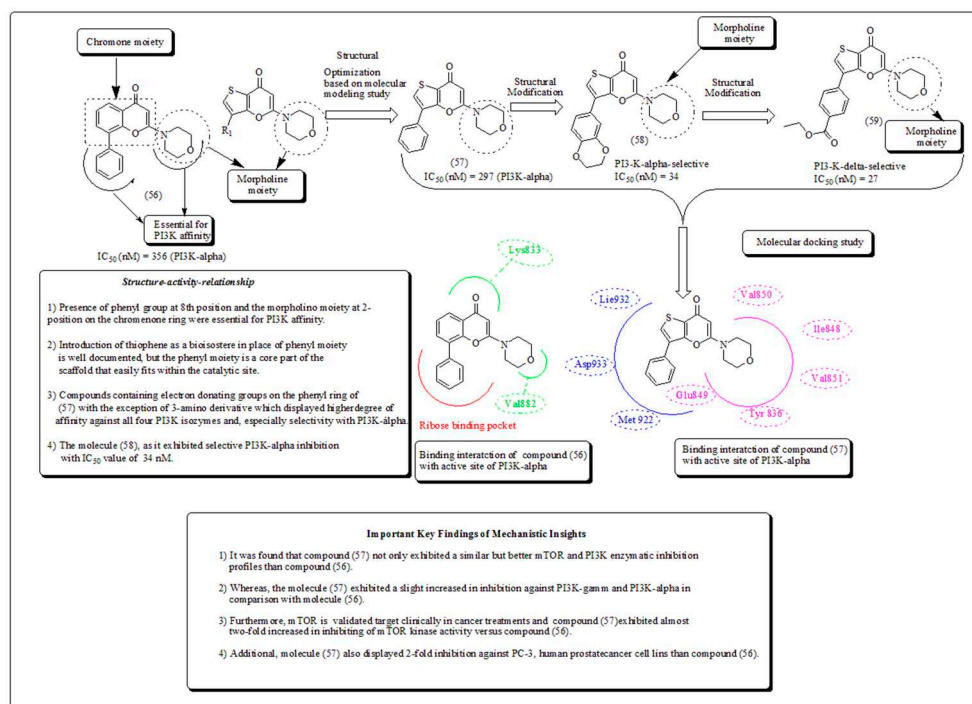 Chromone moiety
O
O
N
O
(56)
Essential for
PI3K affinity
IC50 (nM) = 356 (PI3K-alpha)
S
O
O
N
O
R1
Morpholine
moiety
Structural
Optimization
based on molecular
modeling study
S
O
O
N
O
(57)
IC50 (nM) = 297 (PI3K-alpha)
Structural
Modification
Morpholine
moiety
S
O
O
N
O
O
O
(58)
PI3-K-alpha-selective
IC50 (nM) = 34
Structural
Modification
S
O
O
N
O
O
O
(59)
Morpholine
moiety
PI3-K-delta-selective
IC50 (nM) = 27
Molecular docking study
Structure-activity-relationship
1) Presence of phenyl group at 8th position and the morpholino moiety at 2-
position on the chromenone ring were essential for PI3K affinity.
2) Introduction of thiophene as a bioisostere in place of phenyl moiety
is well documented, but the phenyl moiety is a core part of the
scaffold that easily fits within the catalytic site.
3) Compounds containing electron donating groups on the phenyl ring of
(57) with the exception of 3-amino derivative which displayed higherdegree of
affinity against all four PI3K isozymes and, especially selectivity with PI3K-alpha.
4) The molecule (58), as it exhibited selective PI3K-alpha inhibition
with IC50 value of 34 nM.
Lys833
O
O
N
O
Val882
Ribose binding pocket
Binding interatction of compound (56)
with active site of PI3K-alpha
Lie932
Asp933
Met 922
S
O
O
N
O
Val850
Ile848
Val851
Glu849
Tyr 836
Binding interatction of compound (57)
with active site of PI3K-alpha
Important Key Findings of Mechanistic Insights
1) It was found that compound (57) not only exhibited a similar but better mTOR and PI3K enzymatic inhibition
profiles than compound (56).
2) Whereas, the molecule (57) exhibited a slight increased in inhibition against PI3K-gamm and PI3K-alpha in
comparison with molecule (56).
3) Furthermore, mTOR is validated target clinically in cancer treatments and compound (57)exhibited almost
two-fold increased in inhibiting of mTOR kinase activity versus compound (56).
4) Additional, molecule (57) also displayed 2-fold inhibition against PC-3, human prostatecancer cell lins than compound (56).